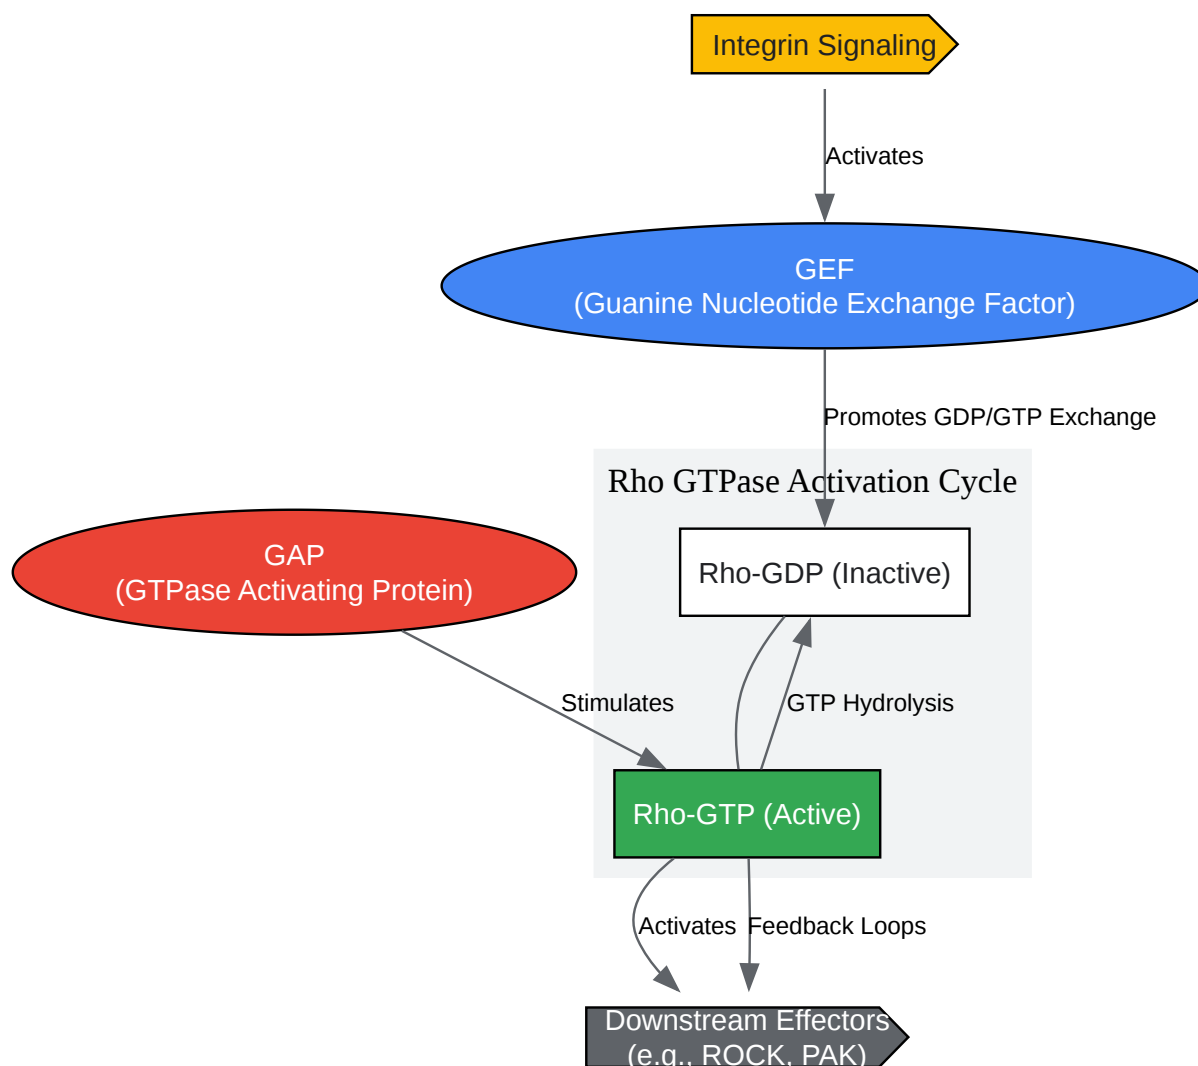 Integrin Signaling
Activates
GEF
(Guanine Nucleotide Exchange Factor)
Promotes GDP/GTP Exchange
Rho GTPase Activation Cycle
GAP
(GTPase Activating Protein)
Rho-GDP (Inactive)
Stimulates
GTP Hydrolysis
Rho-GTP (Active)
Activates
Feedback Loops
Downstream Effectors
(e.g., ROCK, PAK)